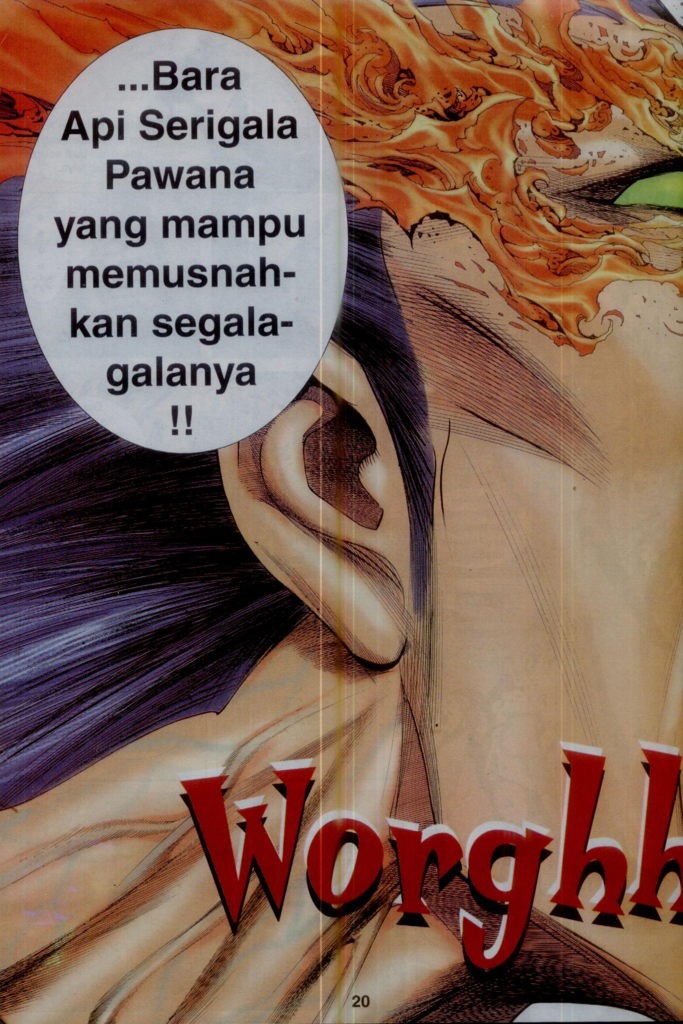 ...Bara
Api Serigala
Pawana
yang mampu
memusnah-
kan segala-
galanya
!!
Worghh
20